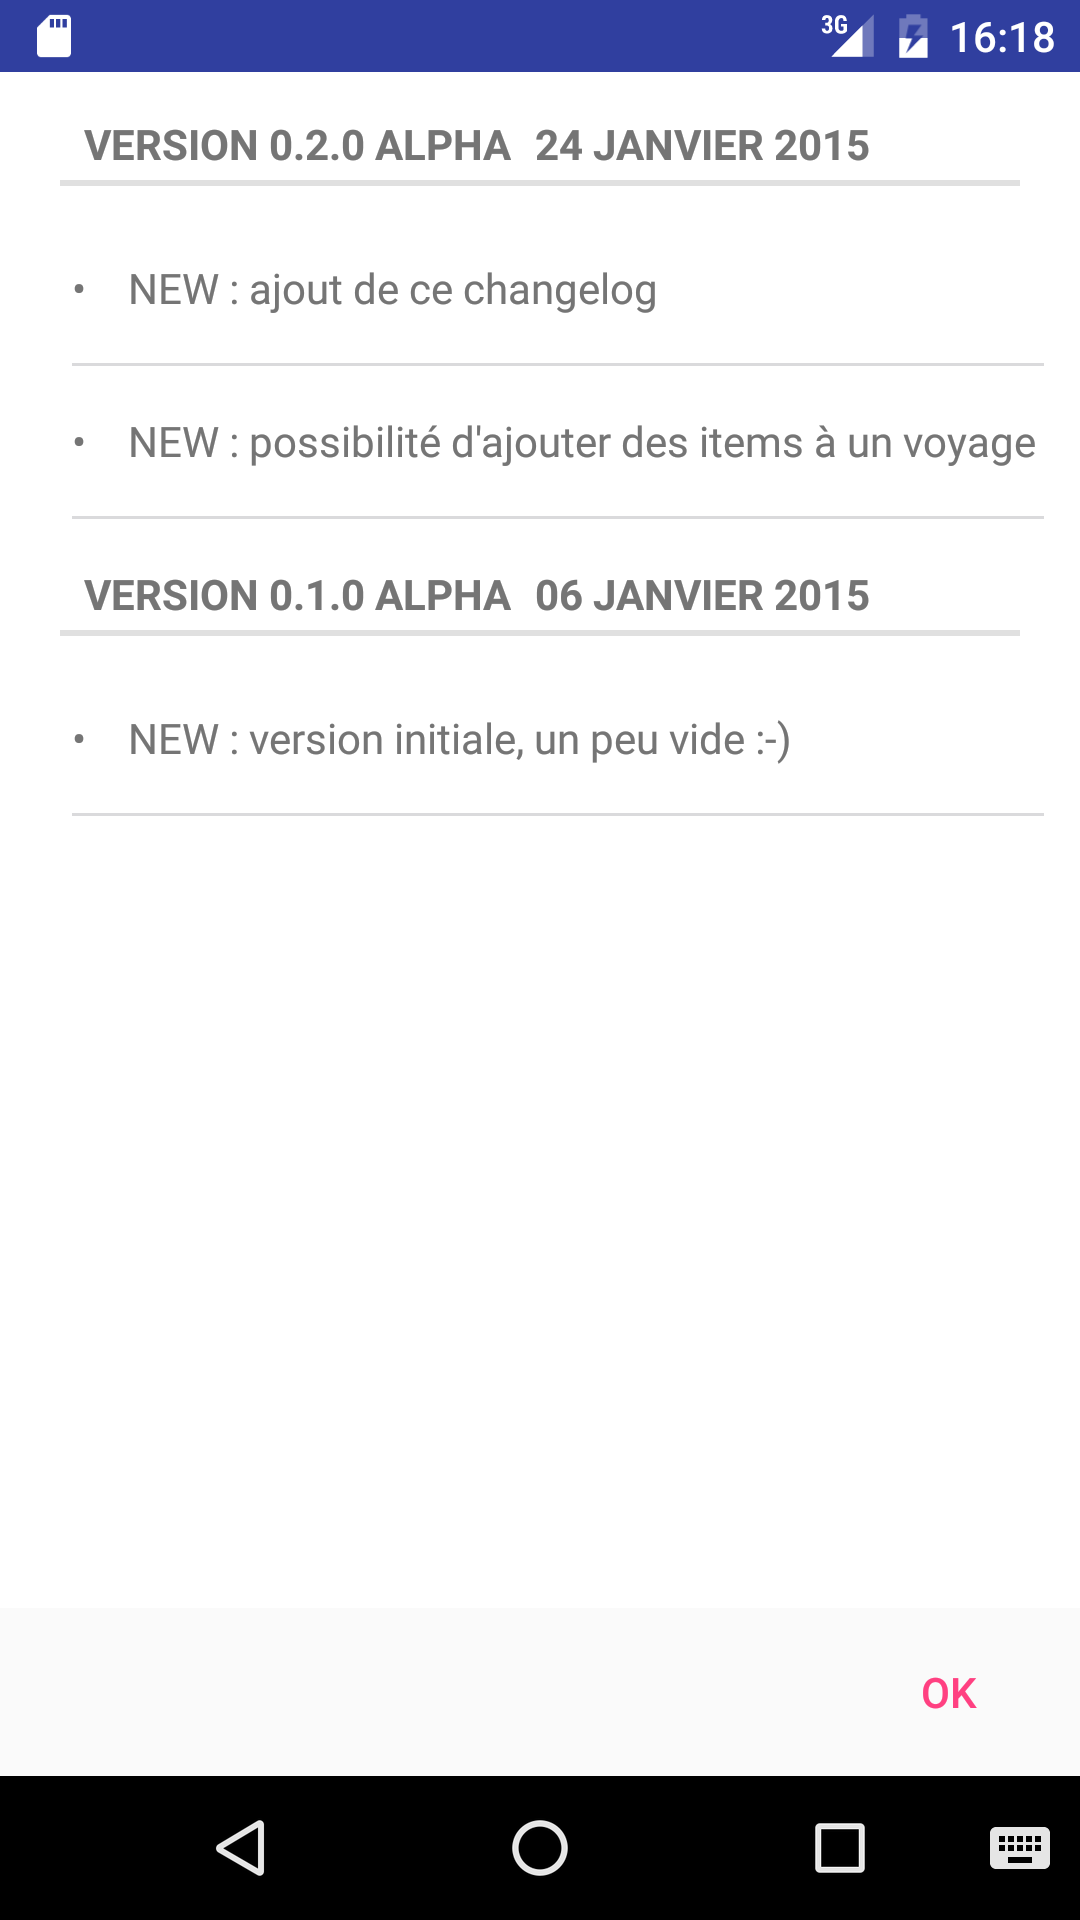 3G 16:18
VERSION 0.2.0 ALPHA 24 JANVIER 2015
• NEW : ajout de ce changelog
• NEW : possibilité d'ajouter des items à un voyage
VERSION 0.1.0 ALPHA 06 JANVIER 2015
• NEW : version initiale, un peu vide :-)
OK